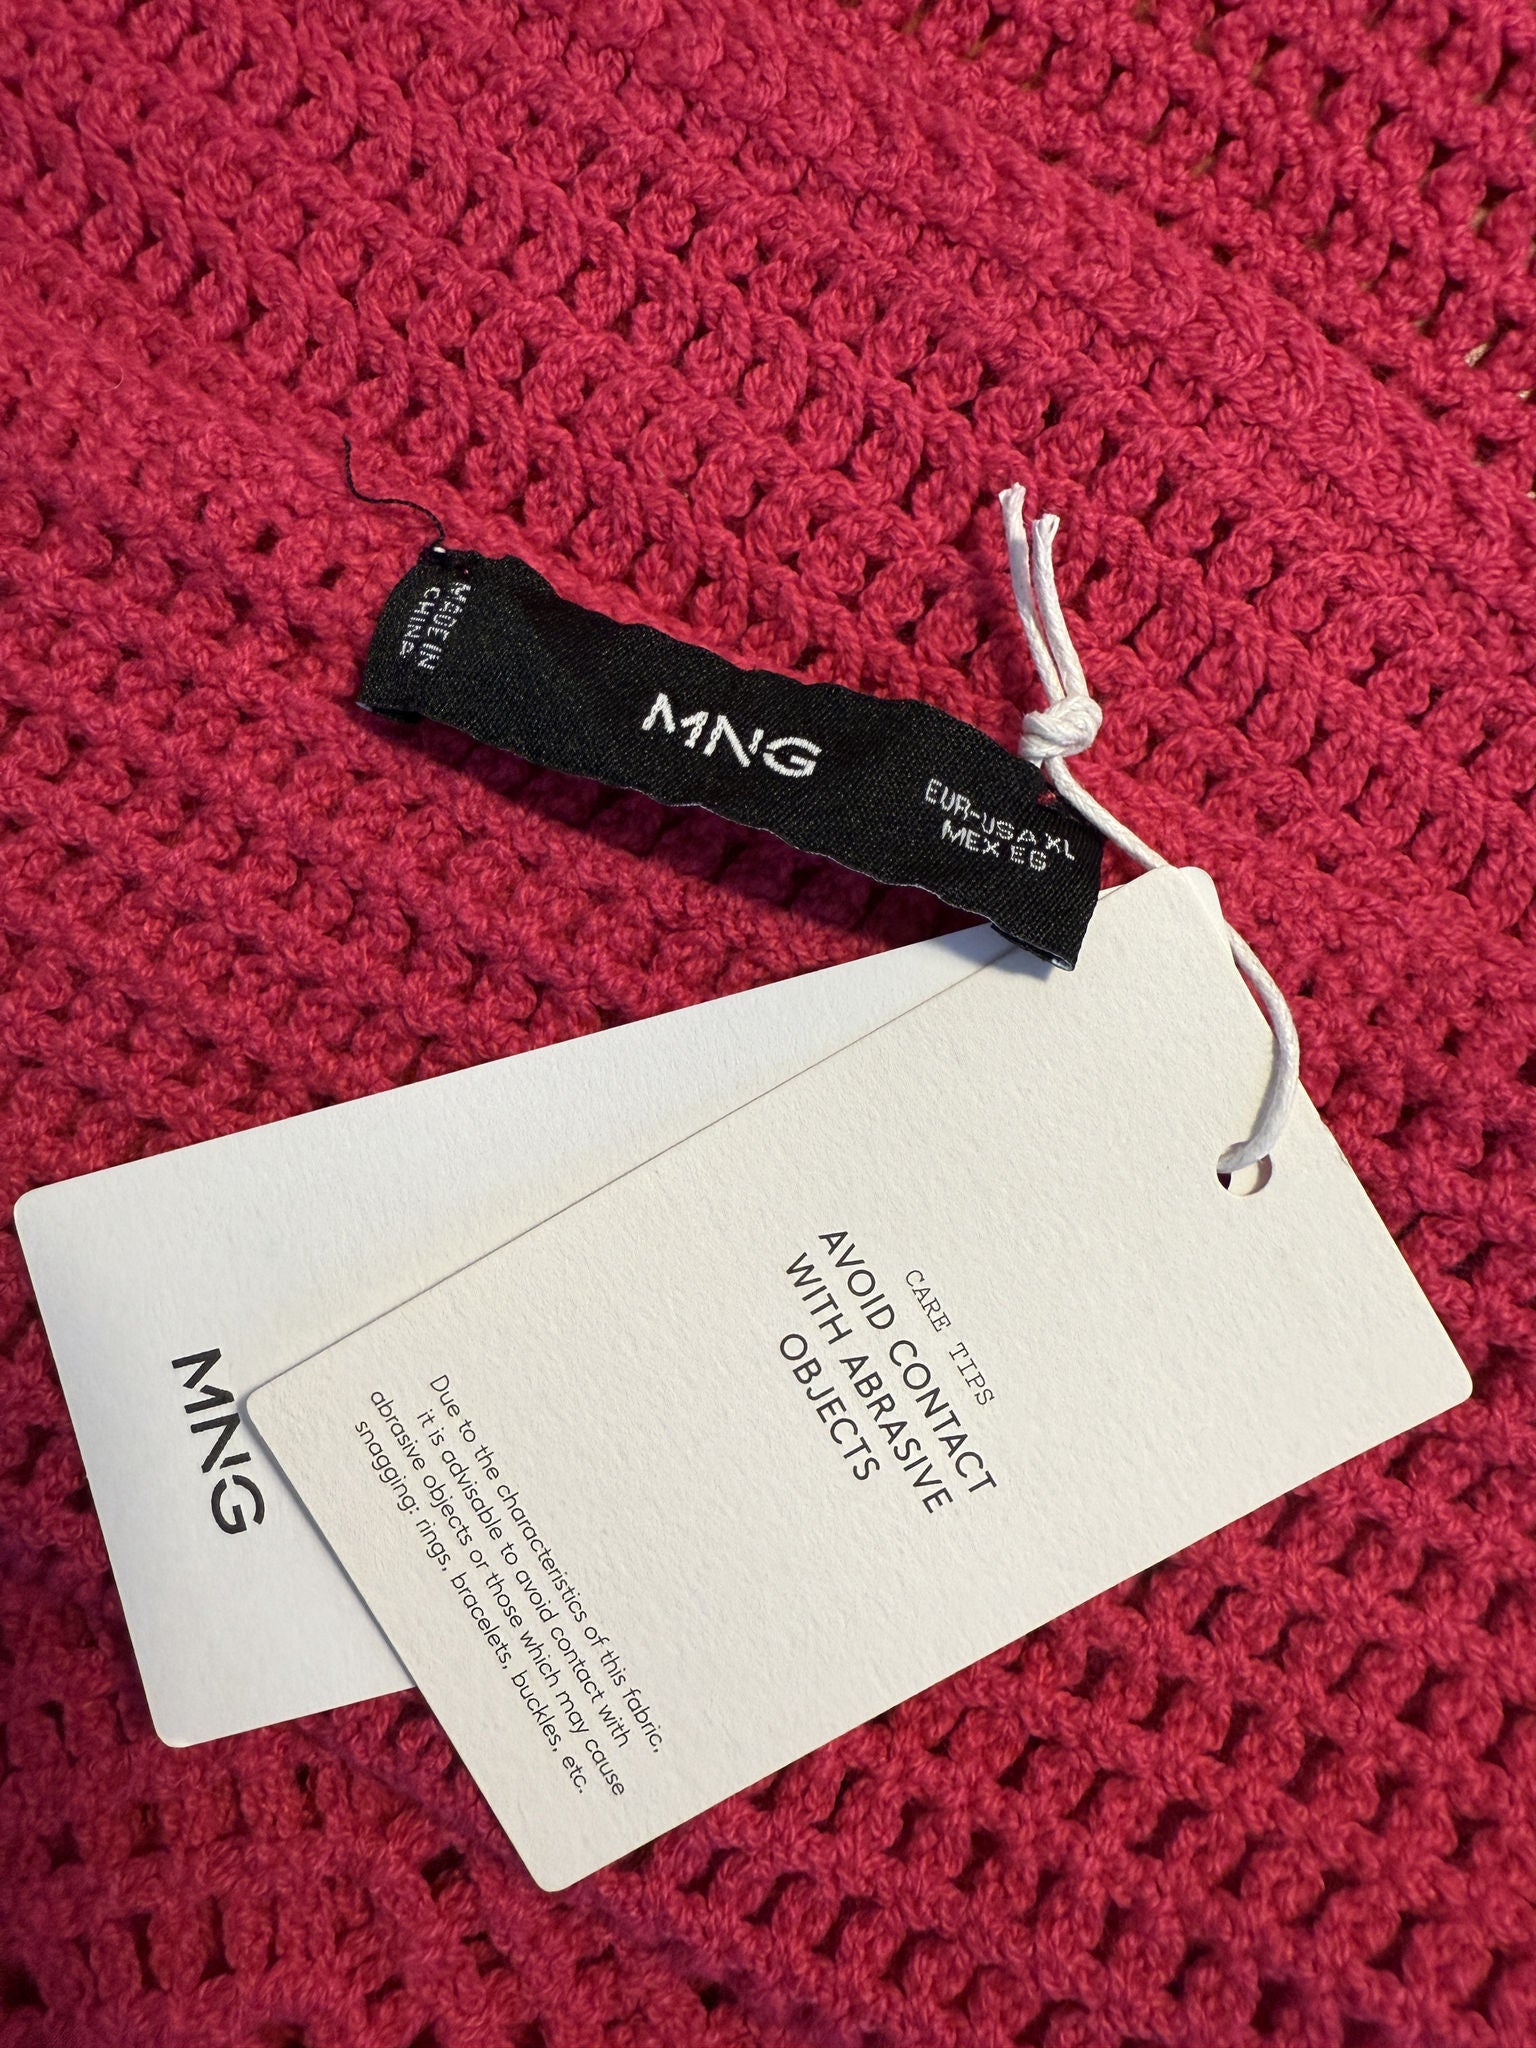 MADE IN
CHINA
MNG
EUR-USA XL
MEX EG
CARE TIPS
AVOID CONTACT
WITH ABRASIVE
OBJECTS
Due to the characteristics of this fabric,
it is advisable to avoid contact with
abrasive objects or those which may cause
snagging: rings, bracelets, buckles, etc.
MNG